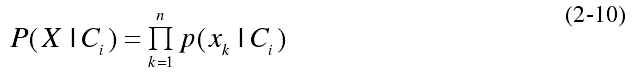 P(X | C_i) = ∏_{k=1}^{n} p(x_k | C_i) (2-10)